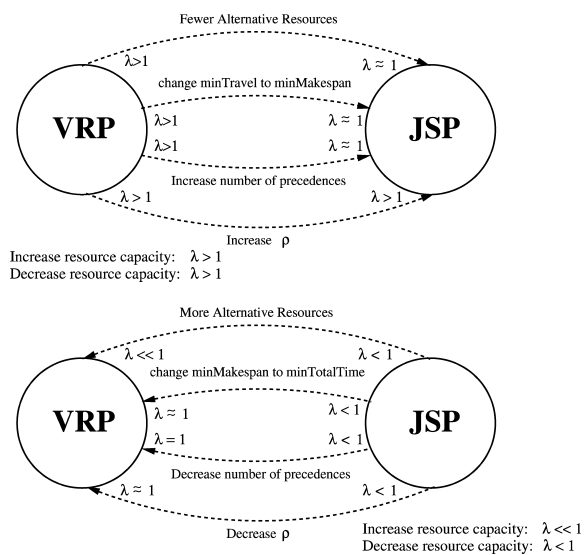 Fewer Alternative Resources
λ>1 λ ≈ 1
change minTravel to minMakespan
VRP JSP
λ>1 λ ≈ 1
λ>1 λ ≈ 1
Increase number of precedences
λ > 1 λ > 1
Increase ρ
Increase resource capacity: λ > 1
Decrease resource capacity: λ > 1
More Alternative Resources
λ << 1 λ < 1
change minMakespan to minTotalTime
VRP JSP
λ ≈ 1 λ < 1
λ = 1 λ < 1
Decrease number of precedences
λ ≈ 1 λ < 1
Decrease ρ
Increase resource capacity: λ << 1
Decrease resource capacity: λ < 1